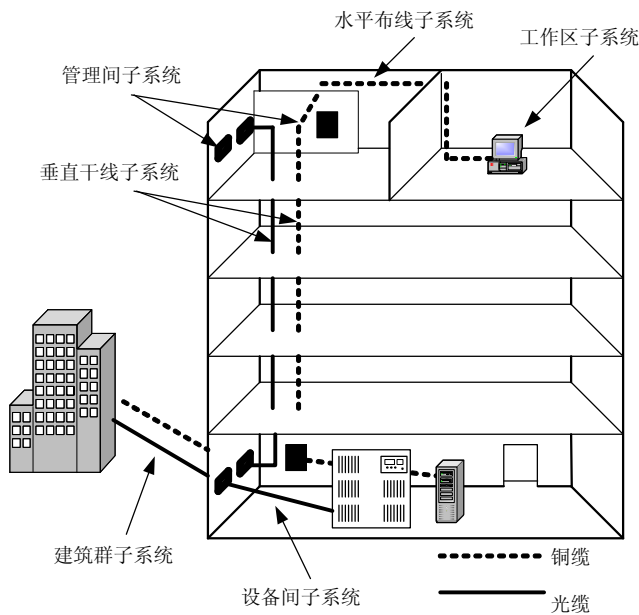 水平布线子系统
工作区子系统
管理间子系统
垂直干线子系统
建筑群子系统
设备间子系统
铜缆
光缆